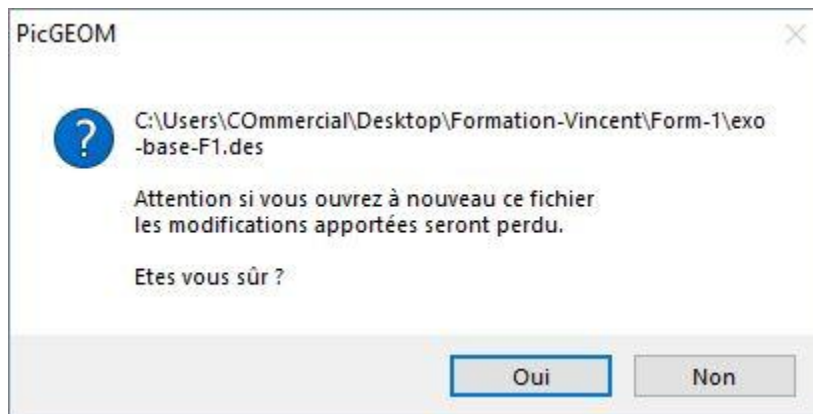 PicGEOM
C:\Users\COmmercial\Desktop\Formation-Vincent\Form-1\exo
-base-F1.des
Attention si vous ouvrez à nouveau ce fichier
les modifications apportées seront perdu.
Etes vous sûr ?
Oui
Non